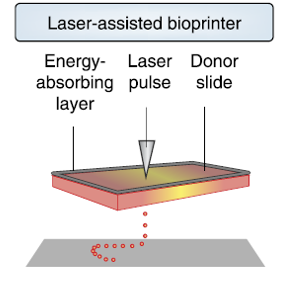 Laser-assisted bioprinter
Energy-
absorbing
layer
Laser
pulse
Donor
slide